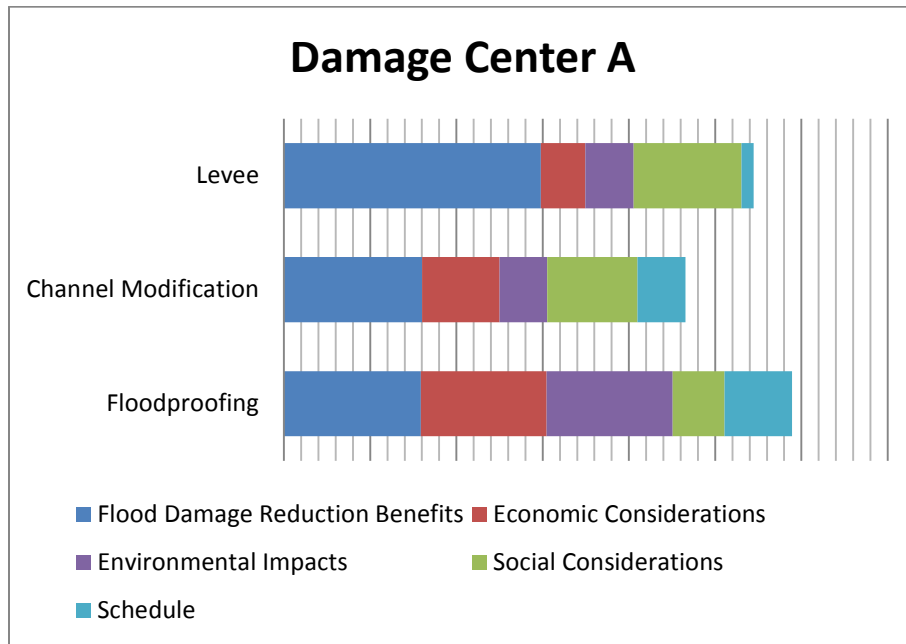 Damage Center A
Levee
Channel Modification
Floodproofing
Flood Damage Reduction Benefits Economic Considerations
Environmental Impacts Social Considerations
Schedule